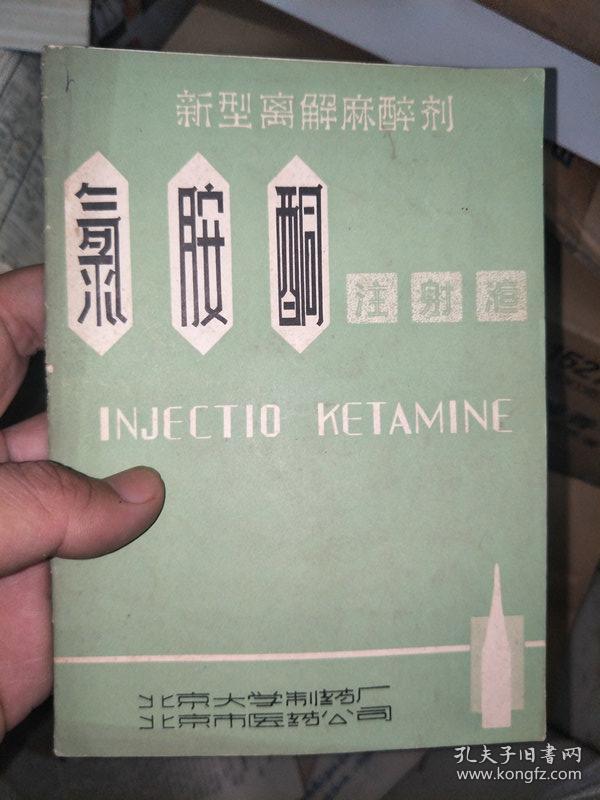 新型离解麻醉剂
氯胺酮 注射液
INJECTIO KETAMINE
北京大学制药厂
北京市医药公司
孔夫子旧书网
www.kongfz.com